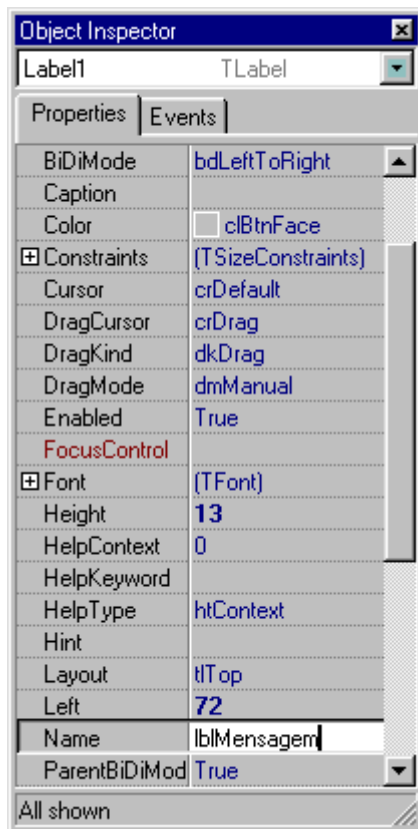 Object Inspector
Label1 TLabel
Properties Events
BiDiMode bdLeftToRight
Caption
Color clBtnFace
Constraints (TSizeConstraints)
Cursor crDefault
DragCursor crDrag
DragKind dkDrag
DragMode dmManual
Enabled True
FocusControl
Font (TFont)
Height 13
HelpContext 0
HelpKeyword
HelpType htContext
Hint
Layout tlTop
Left 72
Name lblMensagem
ParentBiDiMod True
All shown